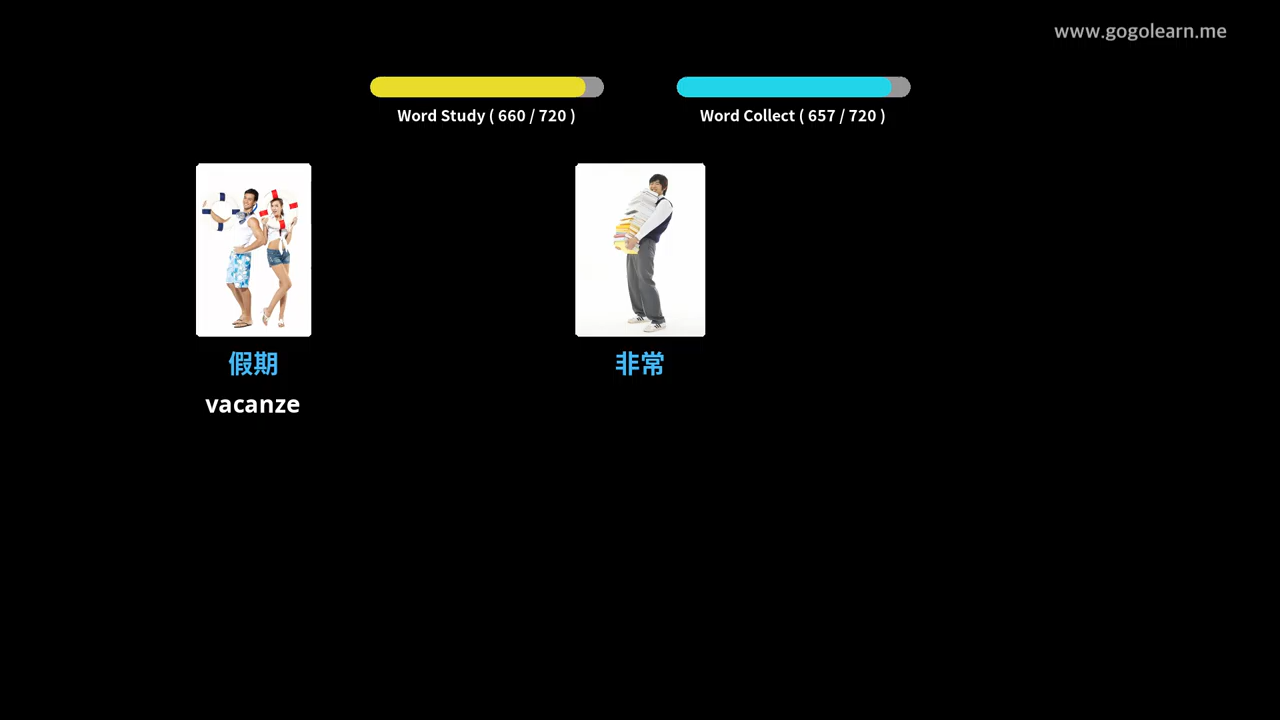 www.gogolearn.me
Word Study ( 660 / 720 )
Word Collect ( 657 / 720 )
假期
非常
vacanze